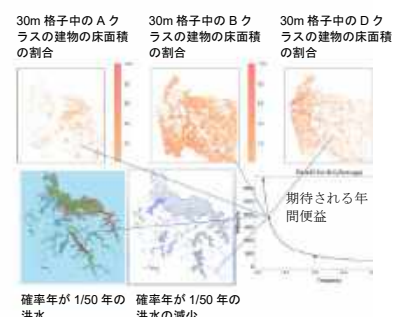 30m 格子中の A ク
ラスの建物の床面積
の割合
30m 格子中の B ク
ラスの建物の床面積
の割合
30m 格子中の D ク
ラスの建物の床面積
の割合
期待される年
間便益
確率年が 1/50 年の
洪水
確率年が 1/50 年の
洪水の減少